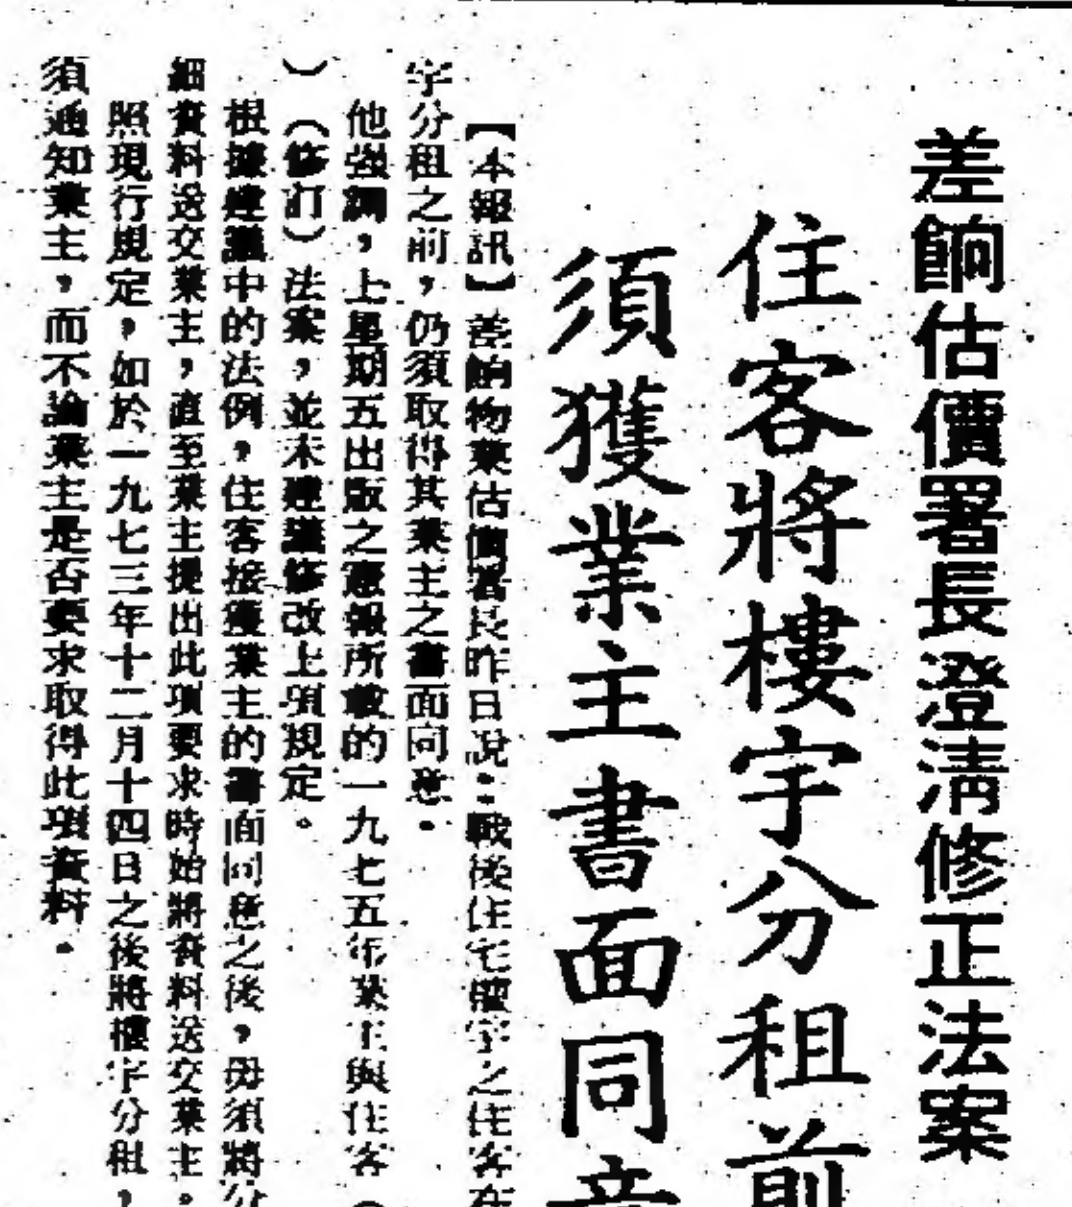 差餉估價署長澄清修正法案
住客將樓宇分租前
須獲業主書面同意
【本報訊】差餉物業估價署長昨日說：戰後住宅樓宇之住客在
字分租之前，仍須取得其業主之書面同意。
他強調，上星期五出版之憲報所載的一九七五年業主與住客（
）（修訂）法案，並未建議修改上項規定。
根據建議中的法例，住客接獲業主的書面同意之後，毋須將分
細資料送交業主，直至業主提出此項要求時始將資料送交業主。
照現行規定，如於一九七三年十二月十四日之後將樓宇分租，
須通知業主，而不論業主是否要求取得此項資料。